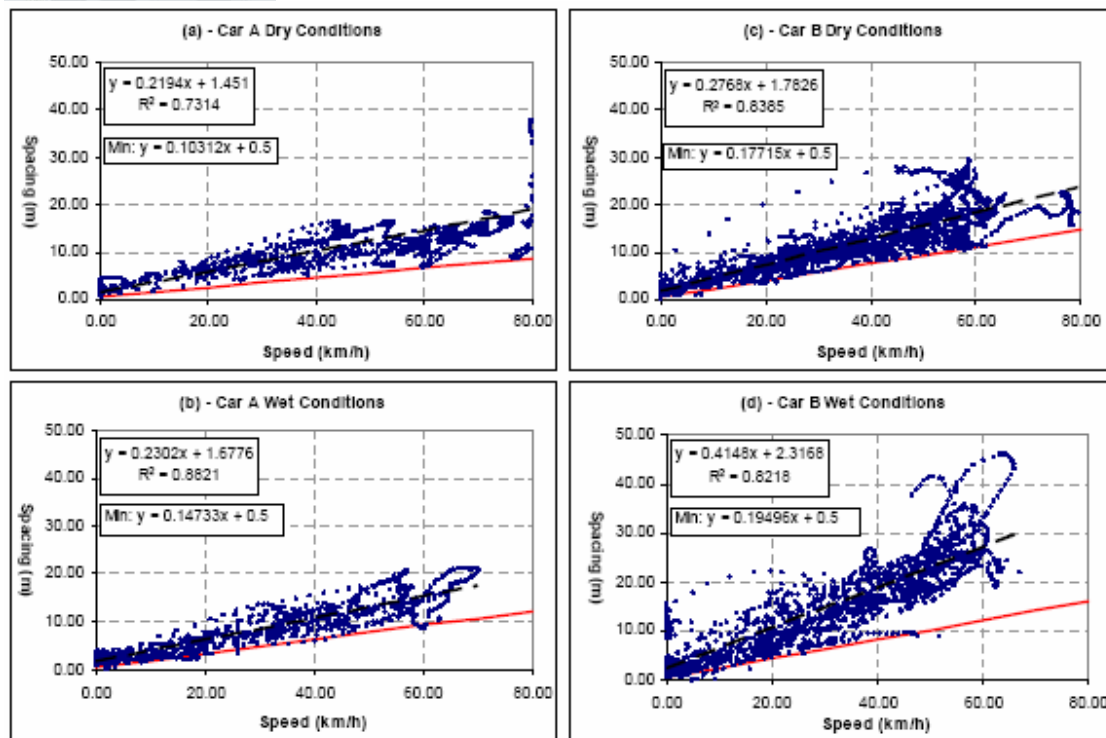 (a) - Car A Dry Conditions
50.00
40.00
30.00
20.00
10.00
0.00
Spacing (m)
y = 0.2194x + 1.451
R² = 0.7314
Min: y = 0.10312x + 0.5
0.00 20.00 40.00 60.00 80.00
Speed (km/h)
(c) - Car B Dry Conditions
50.00
40.00
30.00
20.00
10.00
0.00
Spacing (m)
y = 0.2768x + 1.7826
R² = 0.8385
Min: y = 0.17715x + 0.5
0.00 20.00 40.00 60.00 80.00
Speed (km/h)
(b) - Car A Wet Conditions
50.00
40.00
30.00
20.00
10.00
0.00
Spacing (m)
y = 0.2302x + 1.6776
R² = 0.8821
Min: y = 0.14733x + 0.5
0.00 20.00 40.00 60.00 80.00
Speed (km/h)
(d) - Car B Wet Conditions
50.00
40.00
30.00
20.00
10.00
0.00
Spacing (m)
y = 0.4148x + 2.3168
R² = 0.8218
Min: y = 0.19496x + 0.5
0.00 20.00 40.00 60.00 80.00
Speed (km/h)